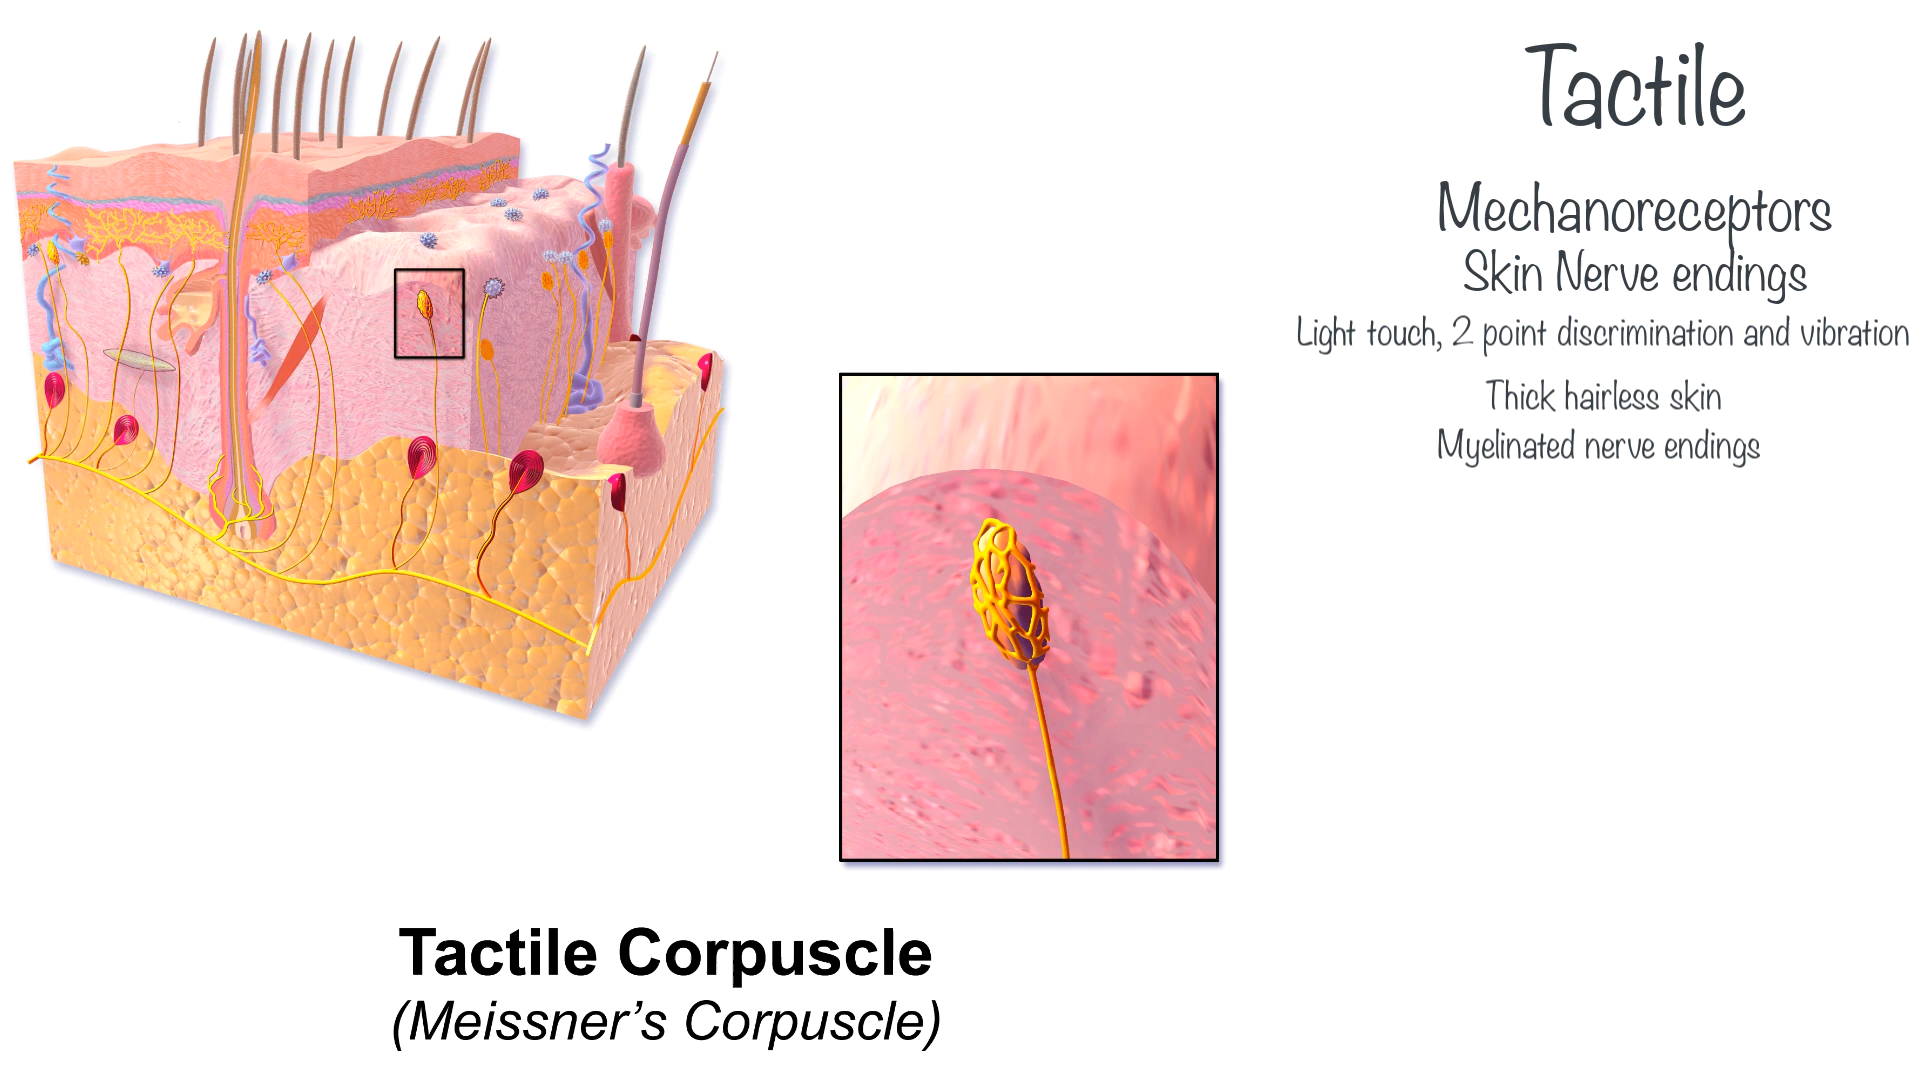 Tactile
Mechanoreceptors
Skin Nerve endings
Light touch, 2 point discrimination and vibration
Thick hairless skin
Myelinated nerve endings
Tactile Corpuscle
(Meissner’s Corpuscle)